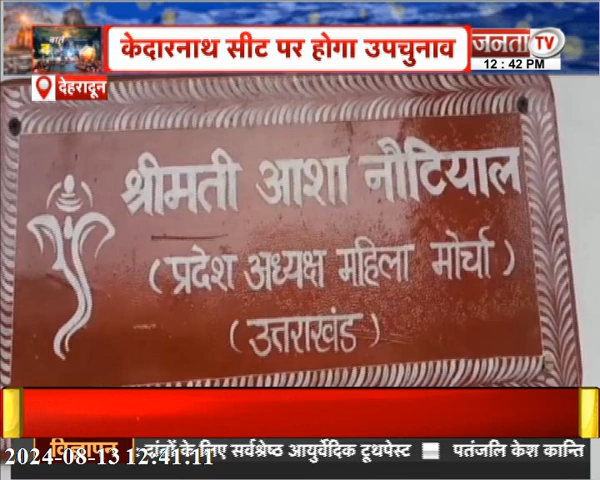 केदारनाथ सीट पर होगा उपचुनाव
जनता TV
12:42 PM
देहरादून
श्रीमती आशा नौटियाल
(प्रदेश अध्यक्ष महिला मोर्चा)
(उत्तराखंड)
विज्ञापन : दांतों के लिए सर्वश्रेष्ठ आयुर्वेदिक टूथपेस्ट पतंजलि केश कान्ति
2024-08-13 12:41:11